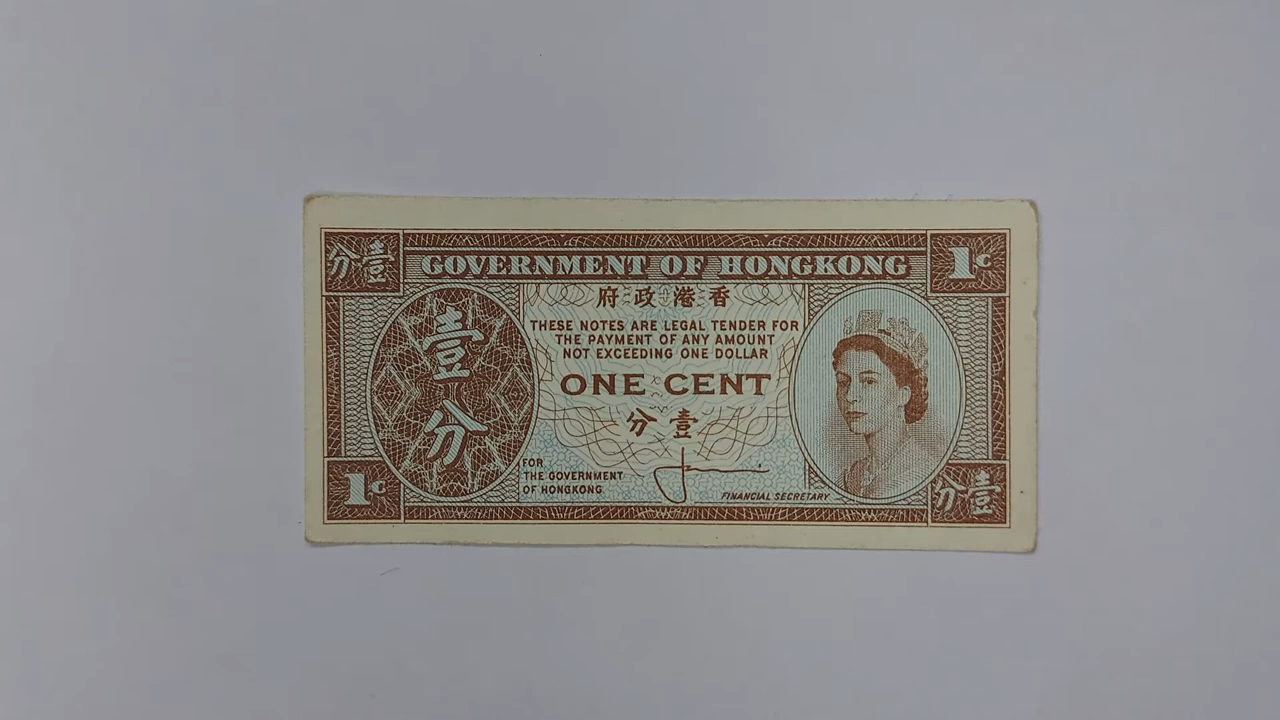 分壹
GOVERNMENT OF HONGKONG
1c
府政港香
壹
分
THESE NOTES ARE LEGAL TENDER FOR
THE PAYMENT OF ANY AMOUNT
NOT EXCEEDING ONE DOLLAR
ONE CENT
分壹
FOR
THE GOVERNMENT
OF HONGKONG
FINANCIAL SECRETARY
1c
分壹